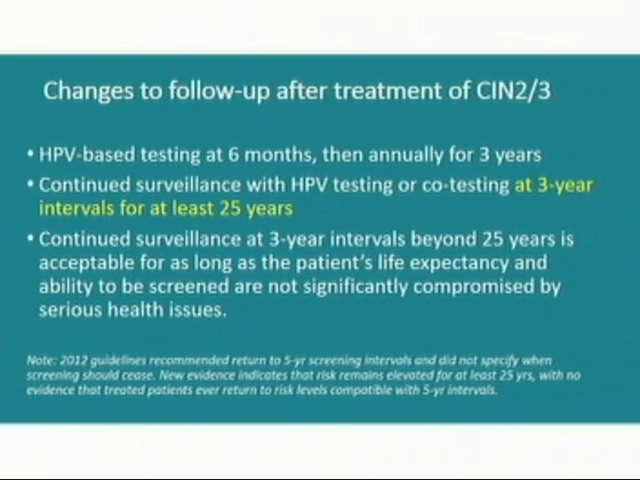 Changes to follow-up after treatment of CIN2/3
• HPV-based testing at 6 months, then annually for 3 years
• Continued surveillance with HPV testing or co-testing at 3-year
intervals for at least 25 years
• Continued surveillance at 3-year intervals beyond 25 years is
acceptable for as long as the patient's life expectancy and
ability to be screened are not significantly compromised by
serious health issues.
Note: 2012 guidelines recommended return to 5-yr screening intervals and did not specify when
screening should cease. New evidence indicates that risk remains elevated for at least 25 yrs, with no
evidence that treated patients ever return to risk levels compatible with 5-yr intervals.